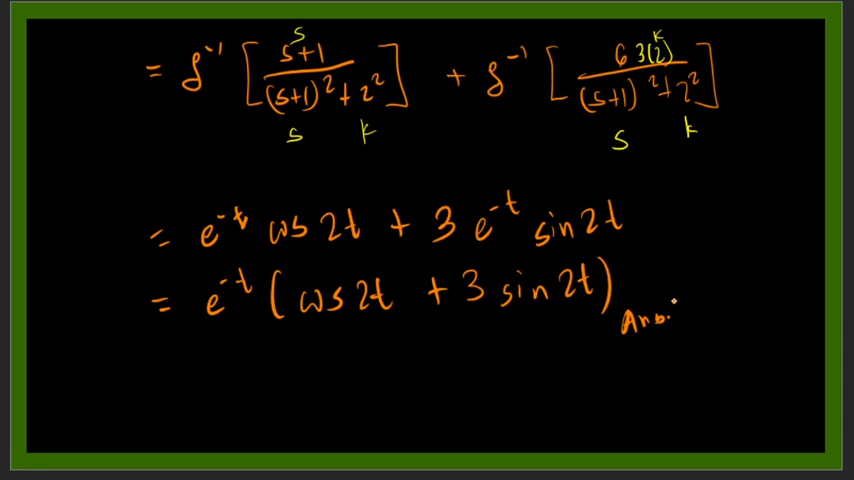 = ℒ⁻¹ [ s+1 / (s+1)² + 2² ] + ℒ⁻¹ [ 6 3(2) / (s+1)² + 2² ]
s s k k s k
= e⁻ᵗ cos 2t + 3 e⁻ᵗ sin 2t
= e⁻ᵗ ( cos 2t + 3 sin 2t )
Ans.